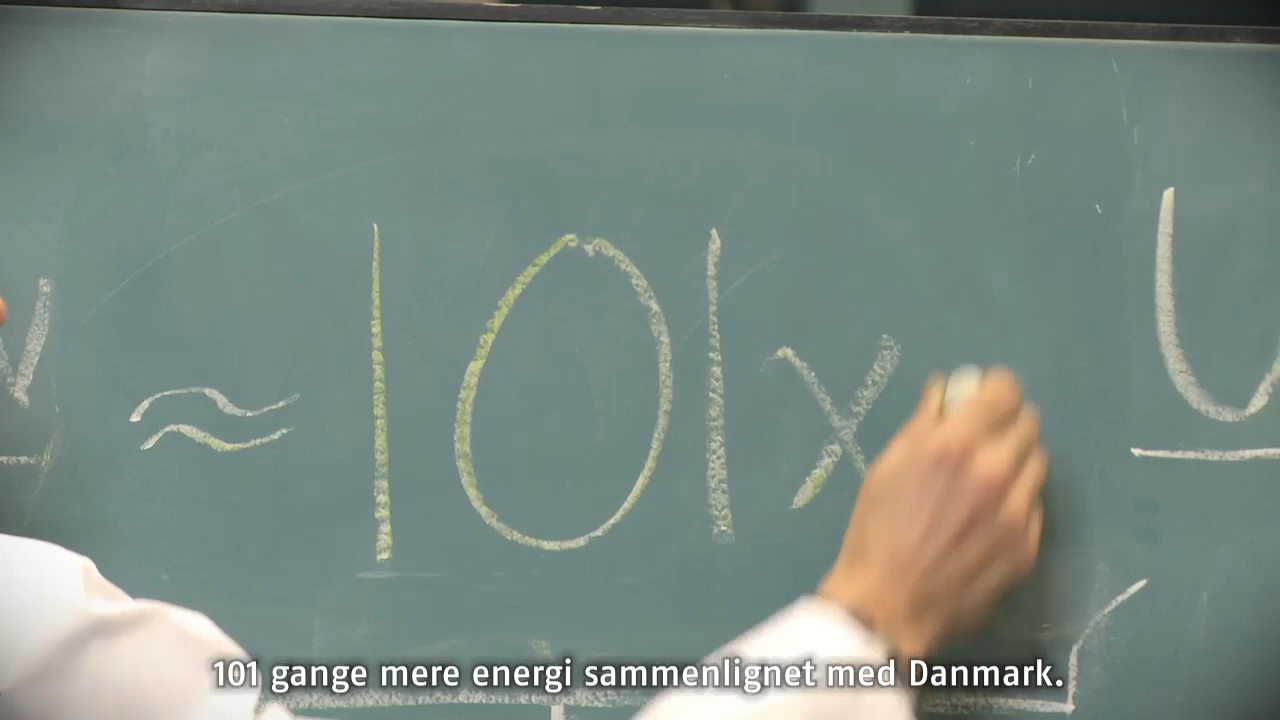 ≈ 101x
101 gange mere energi sammenlignet med Danmark.